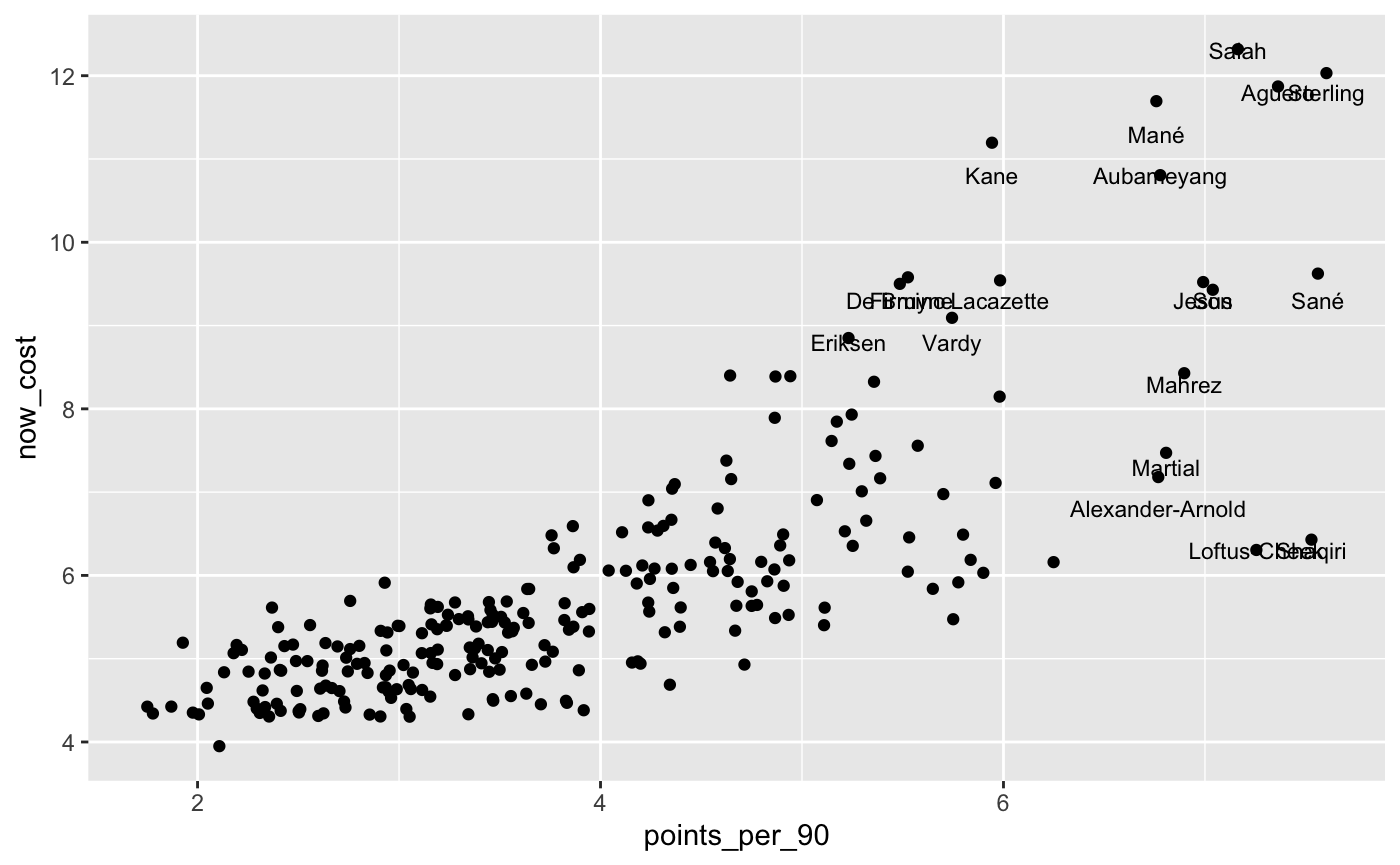 Salah
Aguero
Sterling
Mané
Kane
Aubameyang
De Bruyne
Firmino
Lacazette
Jesus
Son
Sané
Eriksen
Vardy
Mahrez
Martial
Alexander-Arnold
Loftus-Cheek
Shaqiri
12
10
8
6
4
now_cost
2
4
6
points_per_90